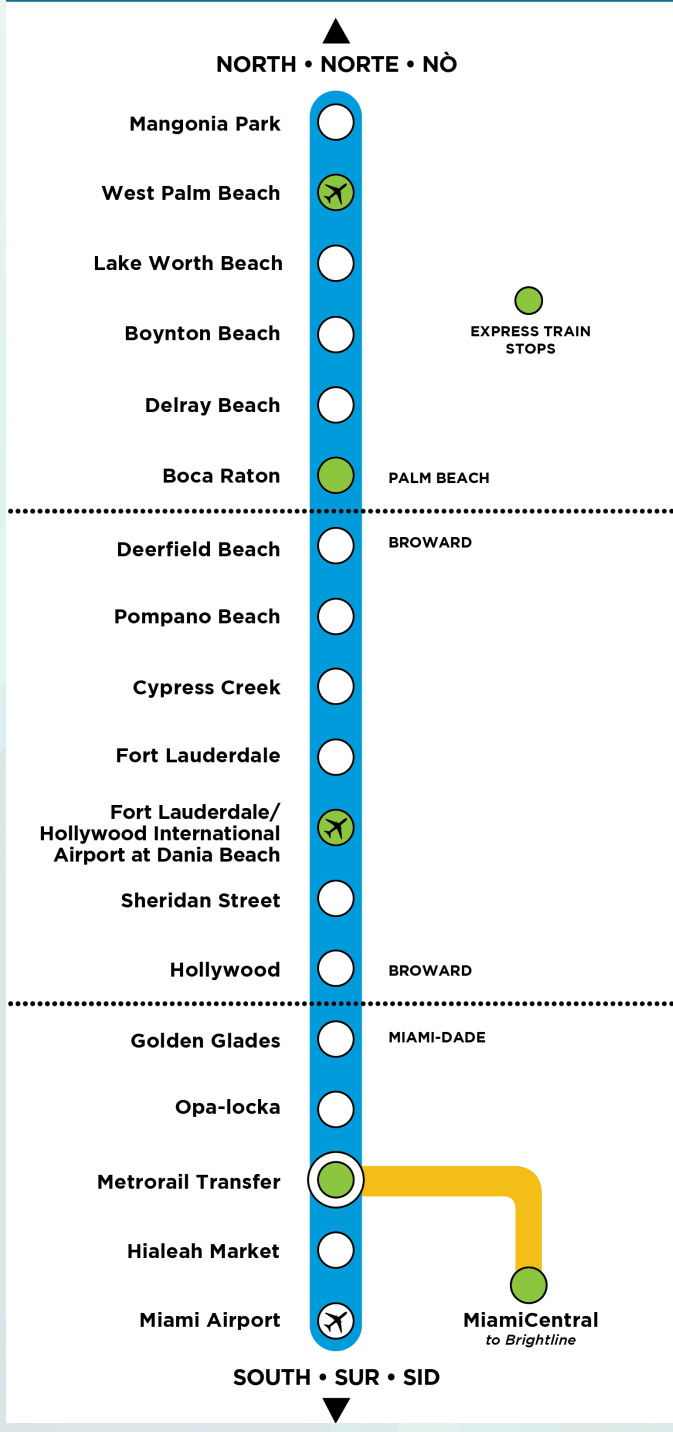 NORTH • NORTE • NÒ
Mangonia Park
West Palm Beach
Lake Worth Beach
EXPRESS TRAIN
STOPS
Boynton Beach
Delray Beach
Boca Raton
PALM BEACH
BROWARD
Deerfield Beach
Pompano Beach
Cypress Creek
Fort Lauderdale
Fort Lauderdale/
Hollywood International
Airport at Dania Beach
Sheridan Street
Hollywood
BROWARD
MIAMI-DADE
Golden Glades
Opa-locka
Metrorail Transfer
Hialeah Market
Miami Airport
MiamiCentral
to Brightline
SOUTH • SUR • SID